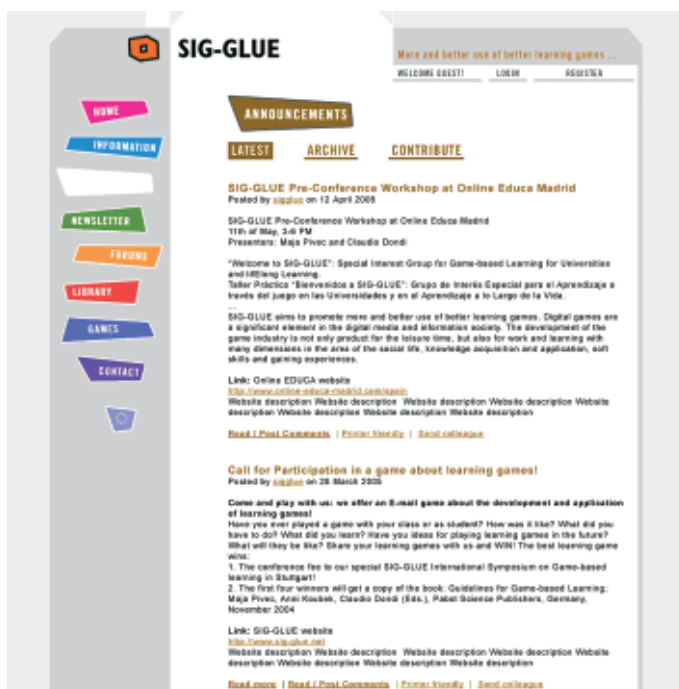 SIG-GLUE
More and better use of better learning games ...
WELCOME GUEST!
LOGIN
REGISTER
HOME
INFORMATION
NEWSLETTER
FORUMS
LIBRARY
GAMES
CONTACT
ANNOUNCEMENTS
LATEST
ARCHIVE
CONTRIBUTE
SIG-GLUE Pre-Conference Workshop at Online Educa Madrid
Posted by sigglue on 12 April 2005
SIG-GLUE Pre-Conference Workshop at Online Educa Madrid
11th of May, 3-6 PM
Presenters: Maja Pivec and Claudio Dondi
"Welcome to SIG-GLUE": Special Interest Group for Game-based Learning for Universities
and lifElong Learning.
Taller Práctico "Bienvenidos a SIG-GLUE": Grupo de Interés Especial para el Aprendizaje a
través del juego en las Universidades y en el Aprendizaje a lo Largo de la Vida.
...
SIG-GLUE aims to promote more and better use of better learning games. Digital games are
a significant element in the digital media and information society. The development of the
game industry is not only product for the leisure time, but also for work and learning with
many dimensions in the area of the social life, knowledge acquisition and application, soft
skills and gaining experiences.
Link: Online EDUCA website
http://www.online-educa-madrid.com/spain
Website description Website description Website description Website description Website
description Website description Website description Website description
Read / Post Comments | Printer friendly | Send colleague
Call for Participation in a game about learning games!
Posted by sigglue on 28 March 2005
Come and play with us: we offer an E-mail game about the development and application
of learning games!
Have you ever played a game with your class or as student? How was it like? What did you
have to do? What did you learn? Have you ideas for playing learning games in the future?
What will they be like? Share your learning games with us and WIN! The best learning game
wins:
1. The conference fee to our special SIG-GLUE International Symposium on Game-based
learning in Stuttgart!
2. The first four winners will get a copy of the book: Guidelines for Game-based Learning:
Maja Pivec, Anni Koubek, Claudio Dondi (Eds.), Pabst Science Publishers, Germany,
November 2004
Link: SIG-GLUE website
http://www.sig-glue.net
Website description Website description Website description Website description Website
description Website description Website description Website description
Read more | Read / Post Comments | Printer friendly | Send colleague